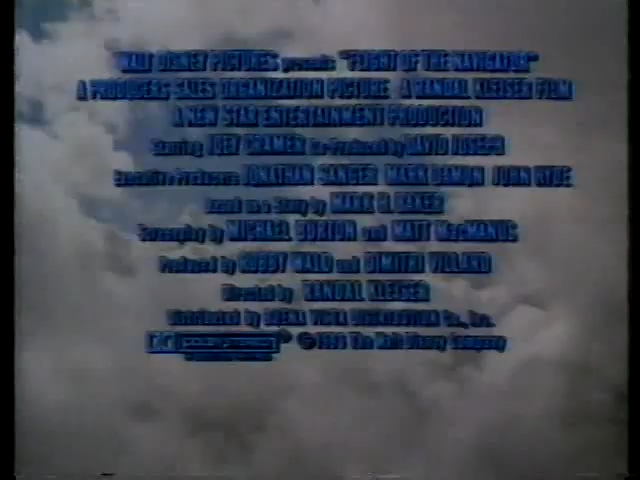 WALT DISNEY PICTURES presents "FLIGHT OF THE NAVIGATOR"
A PRODUCERS SALES ORGANIZATION PICTURE A RANDAL KLEISER FILM
A NEW STAR ENTERTAINMENT PRODUCTION
Starring JOEY CRAMER Co-Produced by DAVID JOSEPH
Executive Producers JONATHAN SANGER MARK DAMON JOHN HYDE
Based on a Story by MARK H. BAKER
Screenplay by MICHAEL BURTON and MATT MacMANUS
Produced by ROBBY WALD and DIMITRI VILLARD
Directed by RANDAL KLEISER
Distributed by BUENA VISTA DISTRIBUTION Co., Inc.
©1986 The Walt Disney Company